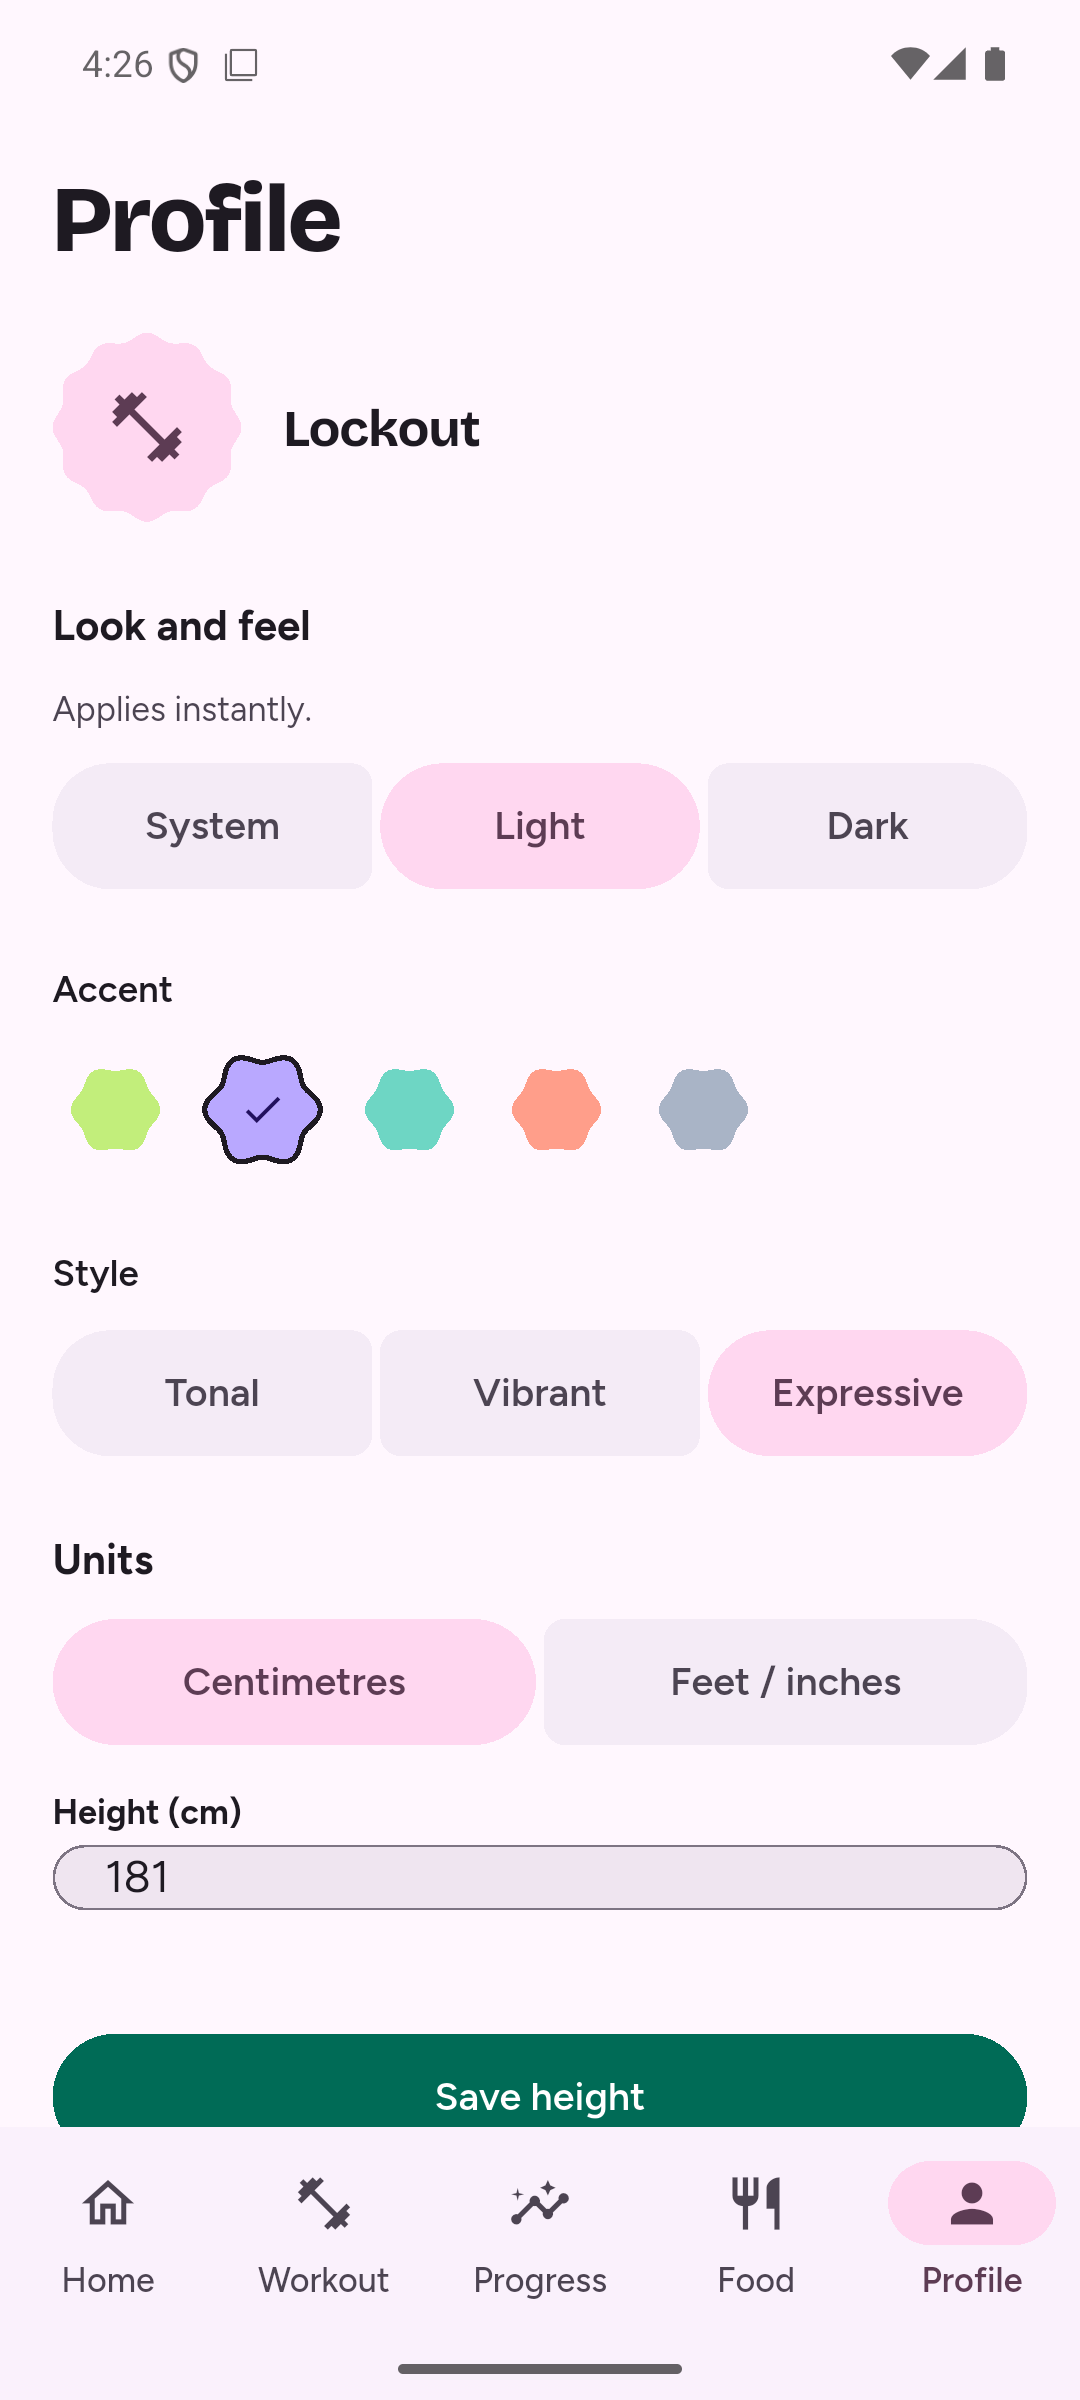 4:26
Profile
Lockout
Look and feel
Applies instantly.
System Light Dark
Accent
Style
Tonal Vibrant Expressive
Units
Centimetres Feet / inches
Height (cm)
181
Save height
Home Workout Progress Food Profile